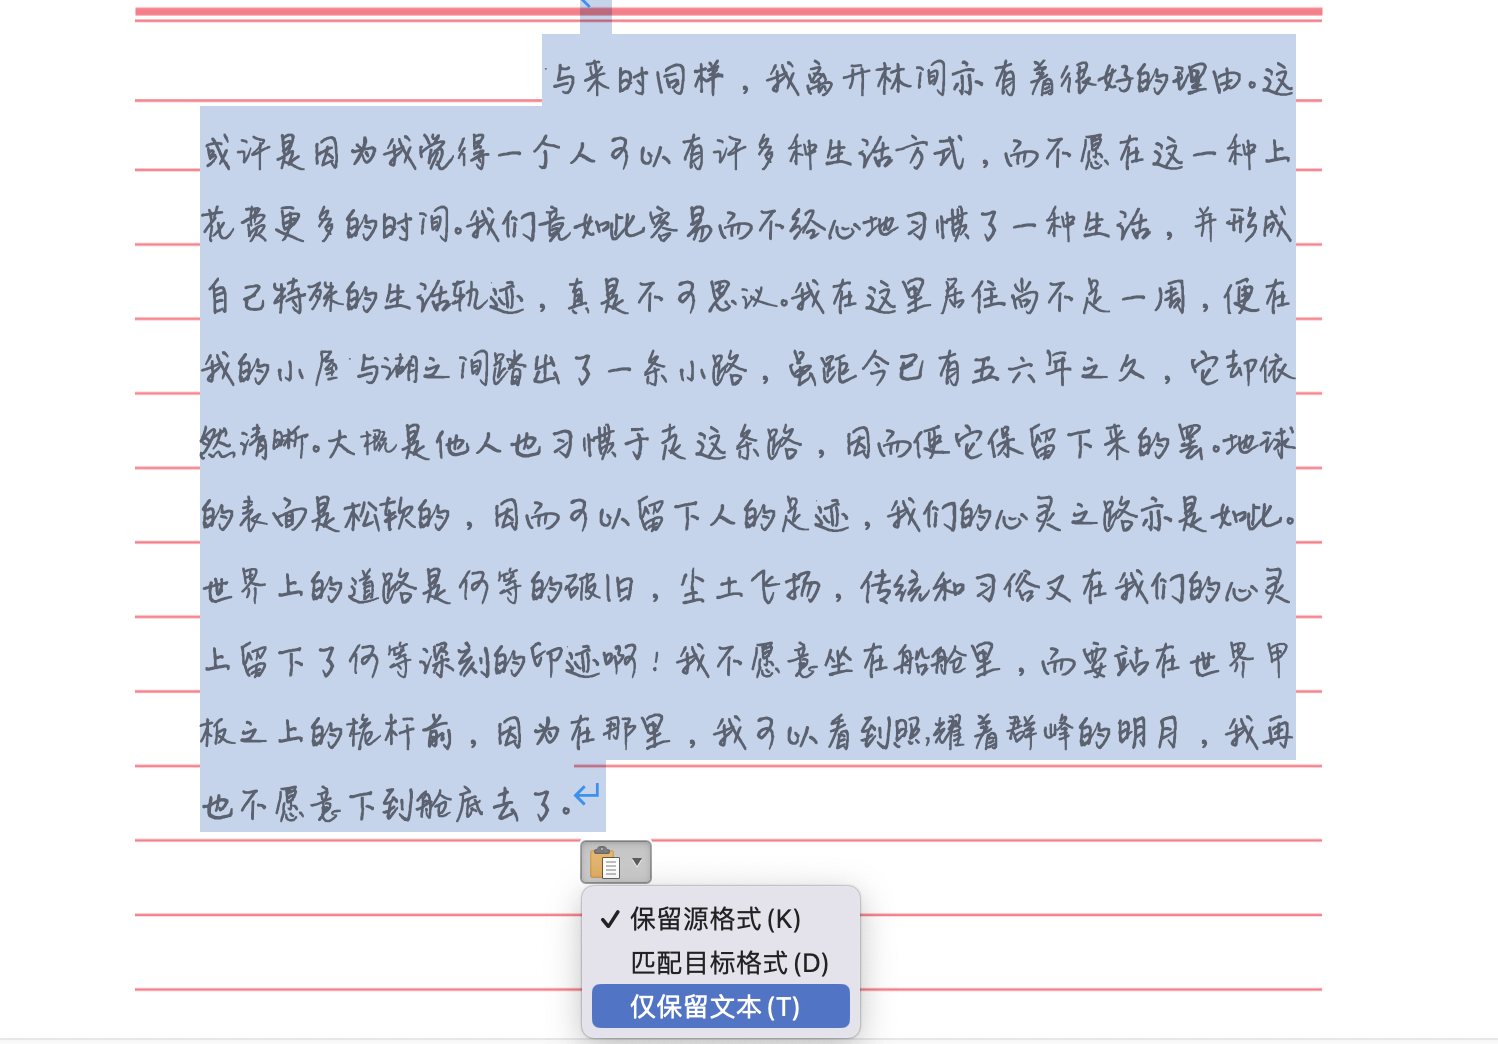 与来时同样，我离开林间亦有着很好的理由。这
或许是因为我觉得一个人可以有许多种生活方式，而不愿在这一种上
花费更多的时间。我们竟如此容易而不经心地习惯了一种生活，并形成
自己特殊的生活轨迹，真是不可思议。我在这里居住尚不足一周，便在
我的小屋与湖之间踏出了一条小路，虽距今已有五六年之久，它却依
然清晰。大概是他人也习惯于走这条路，因而使它保留下来的罢。地球
的表面是松软的，因而可以留下人的足迹，我们的心灵之路亦是如此。
世界上的道路是何等的破旧，尘土飞扬，传统和习俗又在我们的心灵
上留下了何等深刻的印迹啊！我不愿意坐在船舱里，而要站在世界甲
板之上的桅杆前，因为在那里，我可以看到照耀着群峰的明月，我再
也不愿意下到舱底去了。
保留源格式(K)
匹配目标格式(D)
仅保留文本(T)